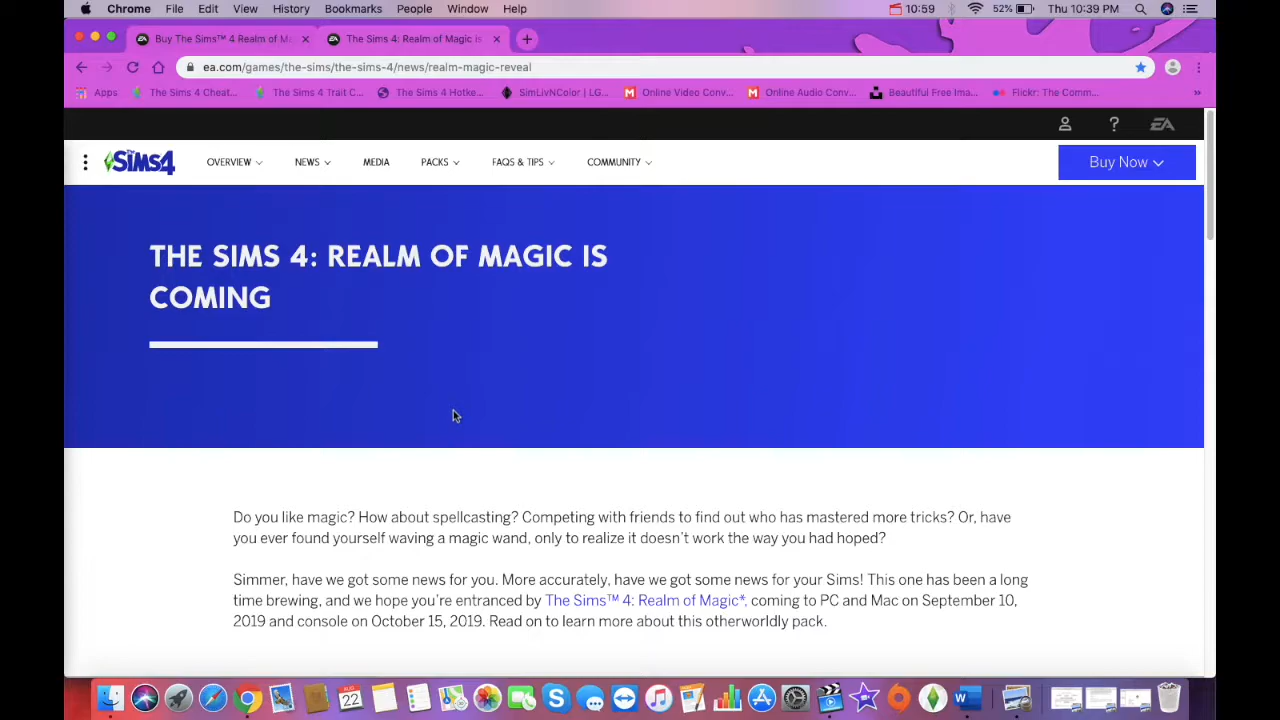 Chrome File Edit View History Bookmarks People Window Help 10:59 52% Thu 10:39 PM
Buy The Sims™ 4 Realm of M The Sims 4: Realm of Magic is
ea.com/games/the-sims/the-sims-4/news/realm-magic-reveal
Apps The Sims 4 Cheat... The Sims 4 Trait C... The Sims 4 Hotke... SimLivNColor | LG... Online Video Conv... Online Audio Conv... Beautiful Free Ima... Flickr: The Comm... »
? EA
The SiMS4 OVERVIEW NEWS MEDIA PACKS FAQS & TIPS COMMUNITY Buy Now
THE SIMS 4: REALM OF MAGIC IS
COMING
Do you like magic? How about spellcasting? Competing with friends to find out who has mastered more tricks? Or, have
you ever found yourself waving a magic wand, only to realize it doesn't work the way you had hoped?
Simmer, have we got some news for you. More accurately, have we got some news for your Sims! This one has been a long
time brewing, and we hope you're entranced by The Sims™ 4: Realm of Magic*, coming to PC and Mac on September 10,
2019 and console on October 15, 2019. Read on to learn more about this otherworldly pack.
AUG
22